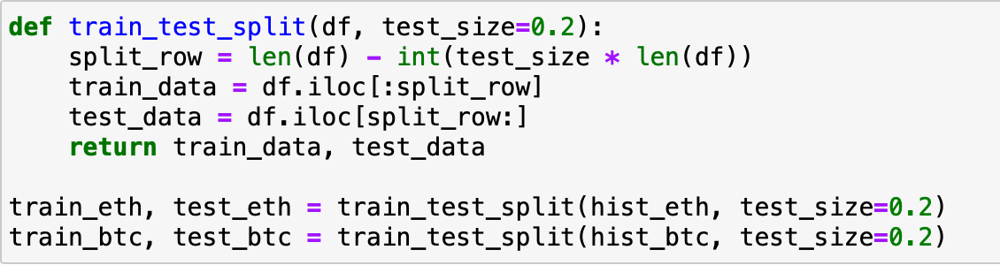 def train_test_split(df, test_size=0.2):
    split_row = len(df) - int(test_size * len(df))
    train_data = df.iloc[:split_row]
    test_data = df.iloc[split_row:]
    return train_data, test_data

train_eth, test_eth = train_test_split(hist_eth, test_size=0.2)
train_btc, test_btc = train_test_split(hist_btc, test_size=0.2)